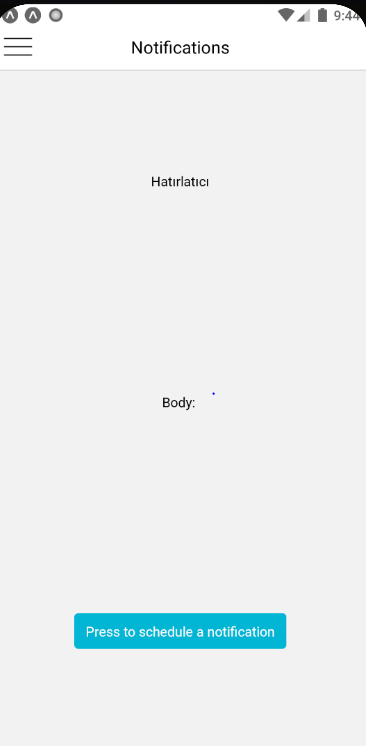 9:44
Notifications
Hatırlatıcı
Body:
Press to schedule a notification